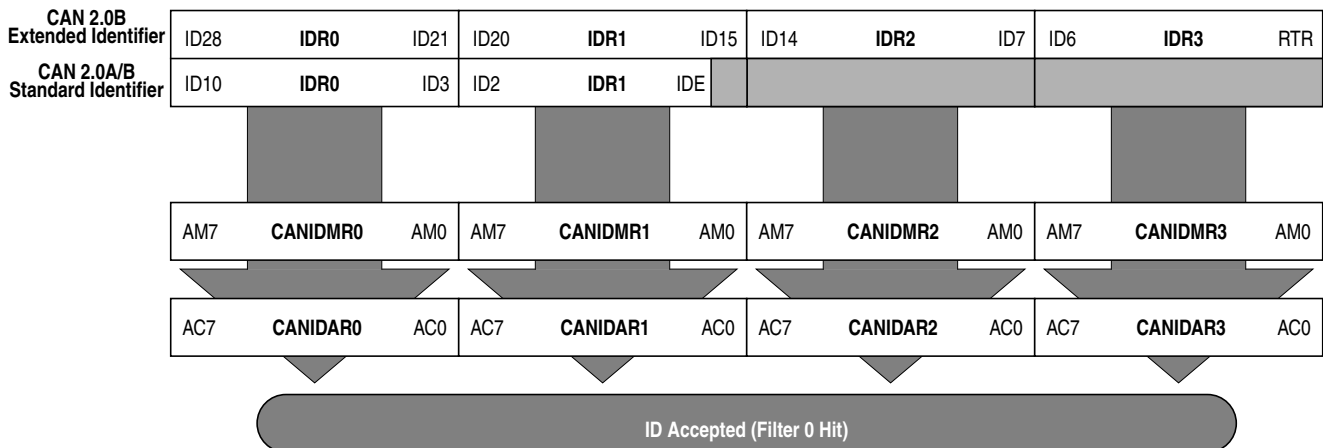 CAN 2.0B
Extended Identifier
ID28 IDR0 ID21 ID20 IDR1 ID15 ID14 IDR2 ID7 ID6 IDR3 RTR
CAN 2.0A/B
Standard Identifier
ID10 IDR0 ID3 ID2 IDR1 IDE
AM7 CANIDMR0 AM0 AM7 CANIDMR1 AM0 AM7 CANIDMR2 AM0 AM7 CANIDMR3 AM0
AC7 CANIDAR0 AC0 AC7 CANIDAR1 AC0 AC7 CANIDAR2 AC0 AC7 CANIDAR3 AC0
ID Accepted (Filter 0 Hit)